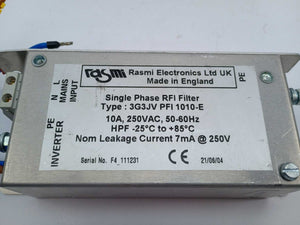 rasmi
Rasmi Electronics Ltd UK
Made in England
PE
N L
MAINS
INPUT
PE
INVERTER
Single Phase RFI Filter
Type : 3G3JV PFI 1010-E
10A, 250VAC, 50-60Hz
HPF -25°C to +85°C
Nom Leakage Current 7mA @ 250V
Serial No. F4_111231
21/06/04